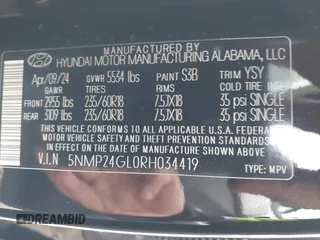 MANUFACTURED BY
HYUNDAI MOTOR MANUFACTURING ALABAMA, LLC
Apr/09/24 GVWR 5534 lbs PAINT S3B TRIM YSY
GAWR TIRES RIMS COLD TIRE INFL.
FRONT 2955 lbs 235/60R18 7.5JX18 35 psi SINGLE
REAR 3109 lbs 235/60R18 7.5JX18 35 psi SINGLE
THIS VEHICLE CONFORMS TO ALL APPLICABLE U.S. FEDERAL
MOTOR VEHICLE SAFETY STANDARDS IN EFFECT ON THE
DATE OF MANUFACTURE SHOWN ABOVE.
V.I.N 5NMP24GL0RH034419
TYPE: MPV
DREAMBID